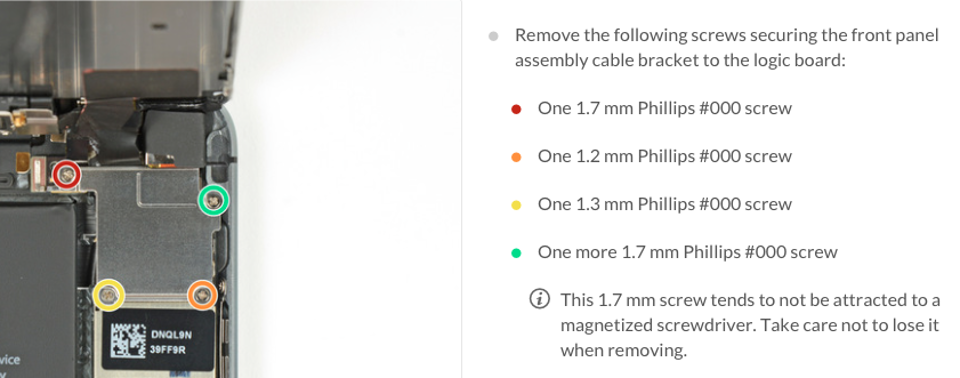 Remove the following screws securing the front panel
assembly cable bracket to the logic board:
One 1.7 mm Phillips #000 screw
One 1.2 mm Phillips #000 screw
One 1.3 mm Phillips #000 screw
One more 1.7 mm Phillips #000 screw
This 1.7 mm screw tends to not be attracted to a
magnetized screwdriver. Take care not to lose it
when removing.
DNQL9N
39FF9R
vice
y